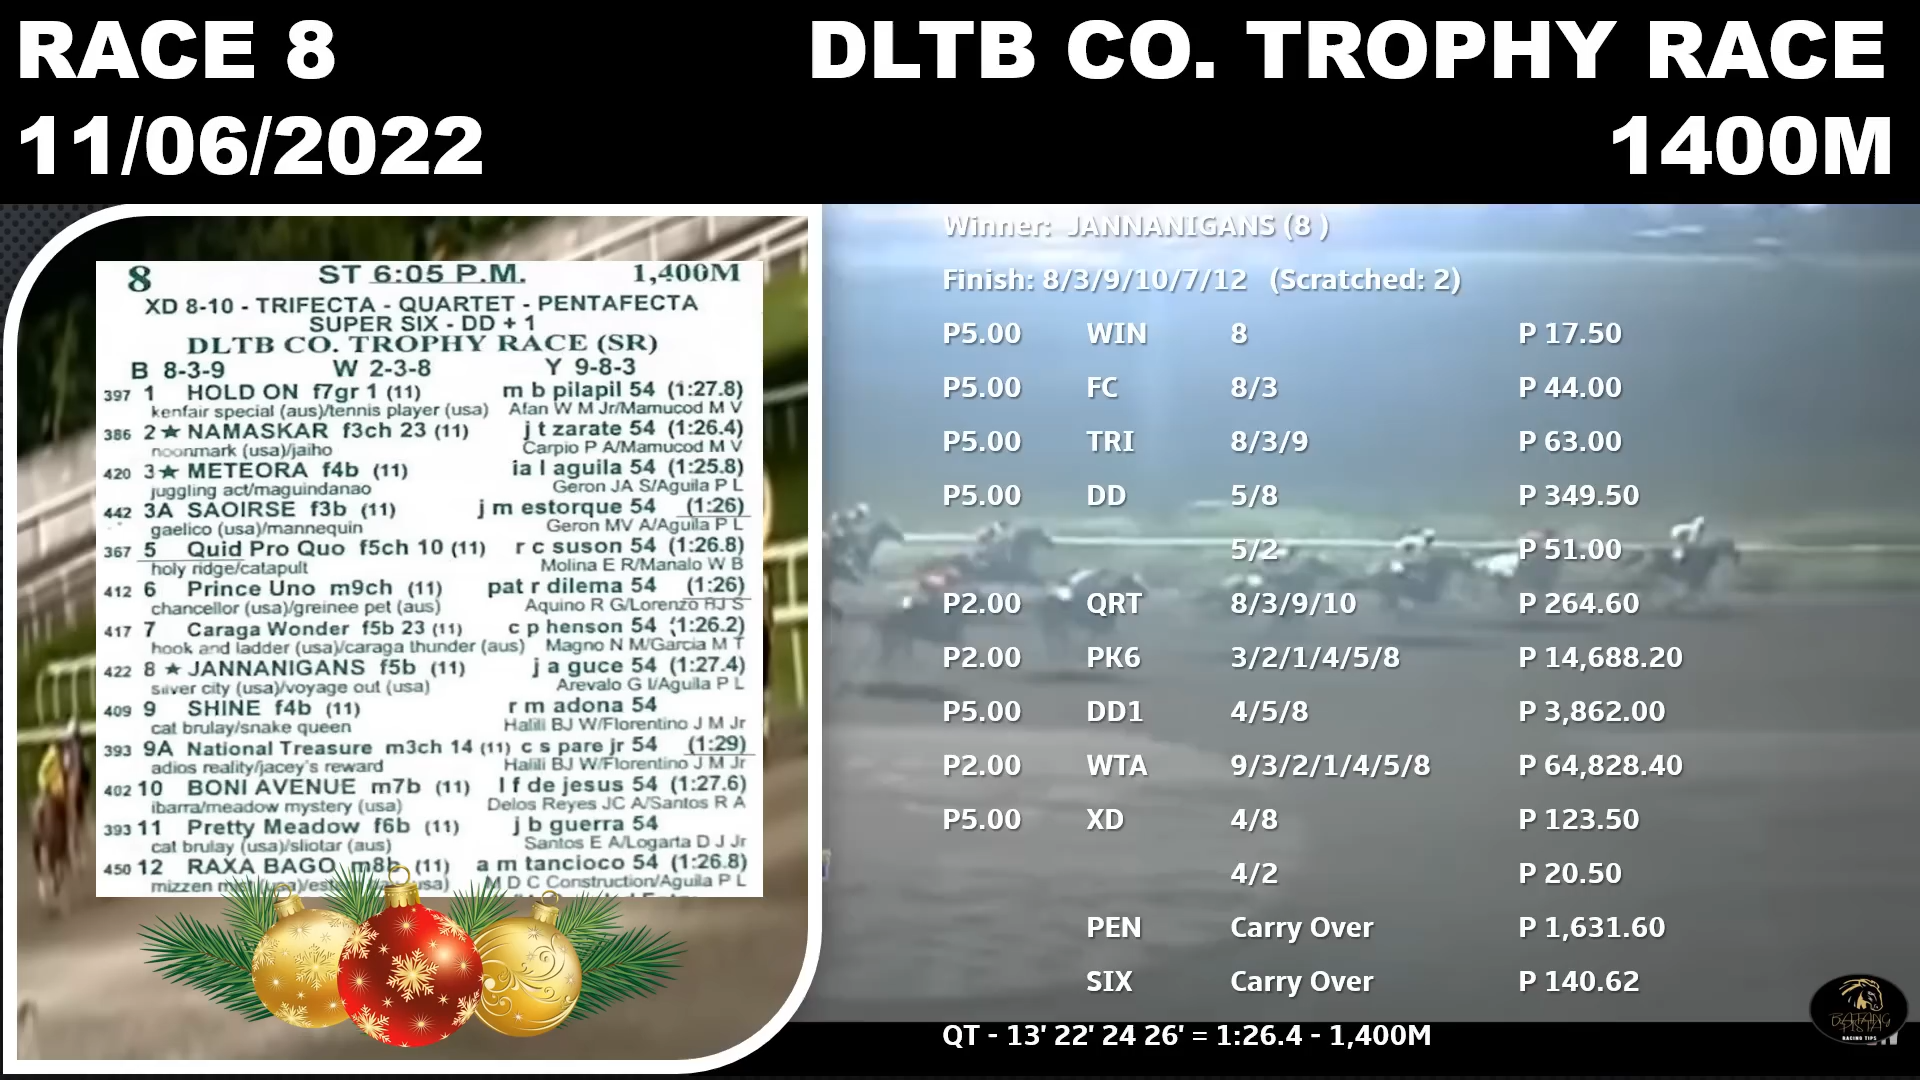 RACE 8
DLTB CO. TROPHY RACE
11/06/2022
1400M
8 ST 6:05 P.M. 1,400M
XD 8-10 - TRIFECTA - QUARTET - PENTAFECTA
SUPER SIX - DD + 1
DLTB CO. TROPHY RACE (SR)
B 8-3-9 W 2-3-8 Y 9-8-3
397 1 HOLD ON f7gr 1 (11) m b pilapil 54 (1:27.8)
kenfair special (aus)/tennis player (usa) Afan W M Jr/Mamucod M V
386 2★ NAMASKAR f3ch 23 (11) j t zarate 54 (1:26.4)
noonmark (usa)/jaiho Carpio P A/Mamucod M V
420 3★ METEORA f4b (11) ia l aguila 54 (1:25.8)
juggling act/maguindanao Geron JA S/Aguila P L
442 3A SAOIRSE f3b (11) j m estorque 54 (1:26)
gaelico (usa)/mannequin Geron MV A/Aguila P L
367 5 Quid Pro Quo f5ch 10 (11) r c suson 54 (1:26.8)
holy ridge/catapult Molina E R/Manalo W B
412 6 Prince Uno m9ch (11) pat r dilema 54 (1:26)
chancellor (usa)/greinee pet (aus) Aquino R G/Lorenzo RJ S
417 7 Caraga Wonder f5b 23 (11) c p henson 54 (1:26.2)
hook and ladder (usa)/caraga thunder (aus) Magno N M/Garcia M T
422 8 ★ JANNANIGANS f5b (11) j a guce 54 (1:27.4)
silver city (usa)/voyage out (usa) Arevalo G I/Aguila P L
409 9 SHINE f4b (11) r m adona 54
cat brulay/snake queen Halili BJ W/Florentino J M Jr
393 9A National Treasure m3ch 14 (11) c s pare jr 54 (1:29)
adios reality/jacey's reward Halili BJ W/Florentino J M Jr
402 10 BONI AVENUE m7b (11) l f de jesus 54 (1:27.6)
ibarra/meadow mystery (usa) Delos Reyes JC A/Santos R A
393 11 Pretty Meadow f6b (11) j b guerra 54
cat brulay (usa)/sliotar (aus) Santos E A/Logarta D J Jr
450 12 RAXA BAGO m8b (11) a m tancioco 54 (1:26.8)
mizzen M D C Construction/Aguila P L
Winner: JANNANIGANS (8 )
Finish: 8/3/9/10/7/12 (Scratched: 2)
P5.00 WIN 8 P 17.50
P5.00 FC 8/3 P 44.00
P5.00 TRI 8/3/9 P 63.00
P5.00 DD 5/8 P 349.50
5/2 P 51.00
P2.00 QRT 8/3/9/10 P 264.60
P2.00 PK6 3/2/1/4/5/8 P 14,688.20
P5.00 DD1 4/5/8 P 3,862.00
P2.00 WTA 9/3/2/1/4/5/8 P 64,828.40
P5.00 XD 4/8 P 123.50
4/2 P 20.50
PEN Carry Over P 1,631.60
SIX Carry Over P 140.62
QT - 13' 22' 24 26' = 1:26.4 - 1,400M
BATANG
PISTA
RACING TIPS